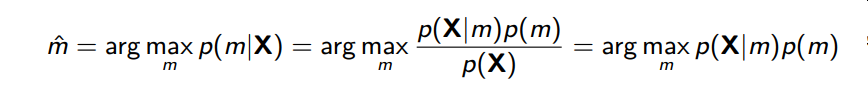 m̂ = arg max_m p(m|X) = arg max_m p(X|m)p(m) / p(X) = arg max_m p(X|m)p(m)